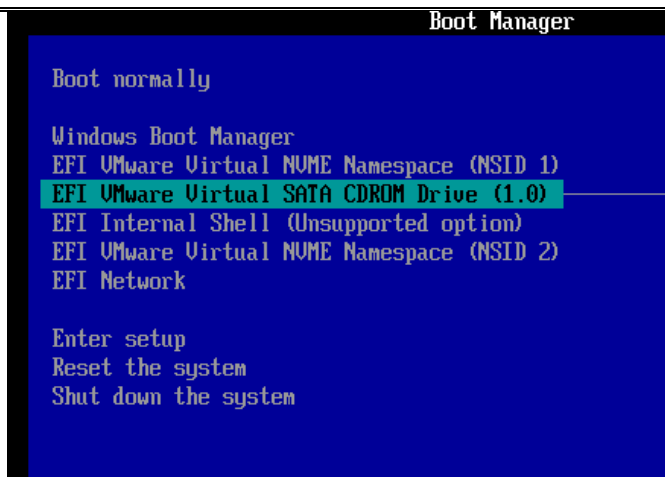 Boot Manager
Boot normally
Windows Boot Manager
EFI VMware Virtual NVME Namespace (NSID 1)
EFI VMware Virtual SATA CDROM Drive (1.0)
EFI Internal Shell (Unsupported option)
EFI VMware Virtual NVME Namespace (NSID 2)
EFI Network
Enter setup
Reset the system
Shut down the system